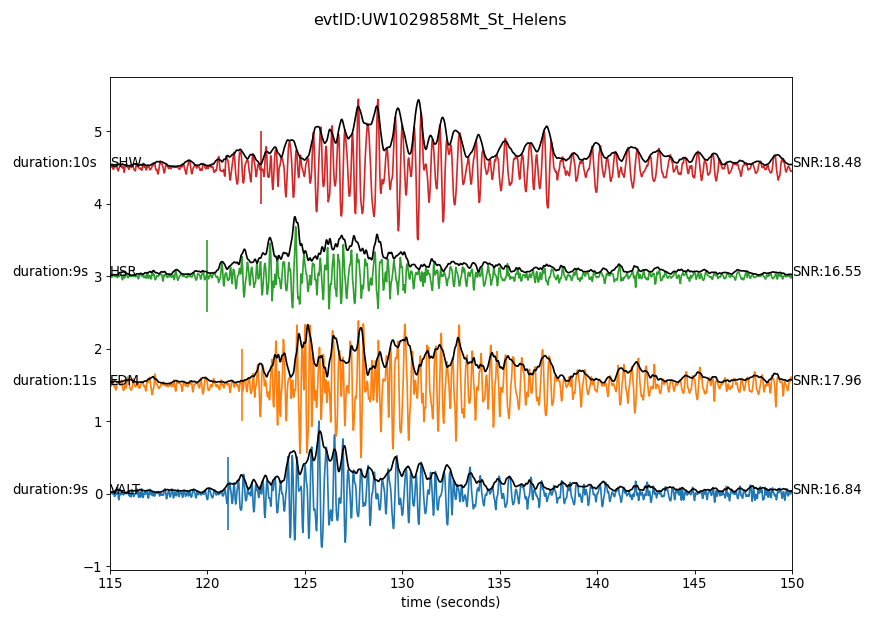 evtID:UW1029858Mt_St_Helens
5
duration:10s SHW SNR:18.48
4
duration:9s 3 HSR SNR:16.55
2
duration:11s EDM SNR:17.96
1
duration:9s 0 VALT SNR:16.84
−1
115 120 125 130 135 140 145 150
time (seconds)